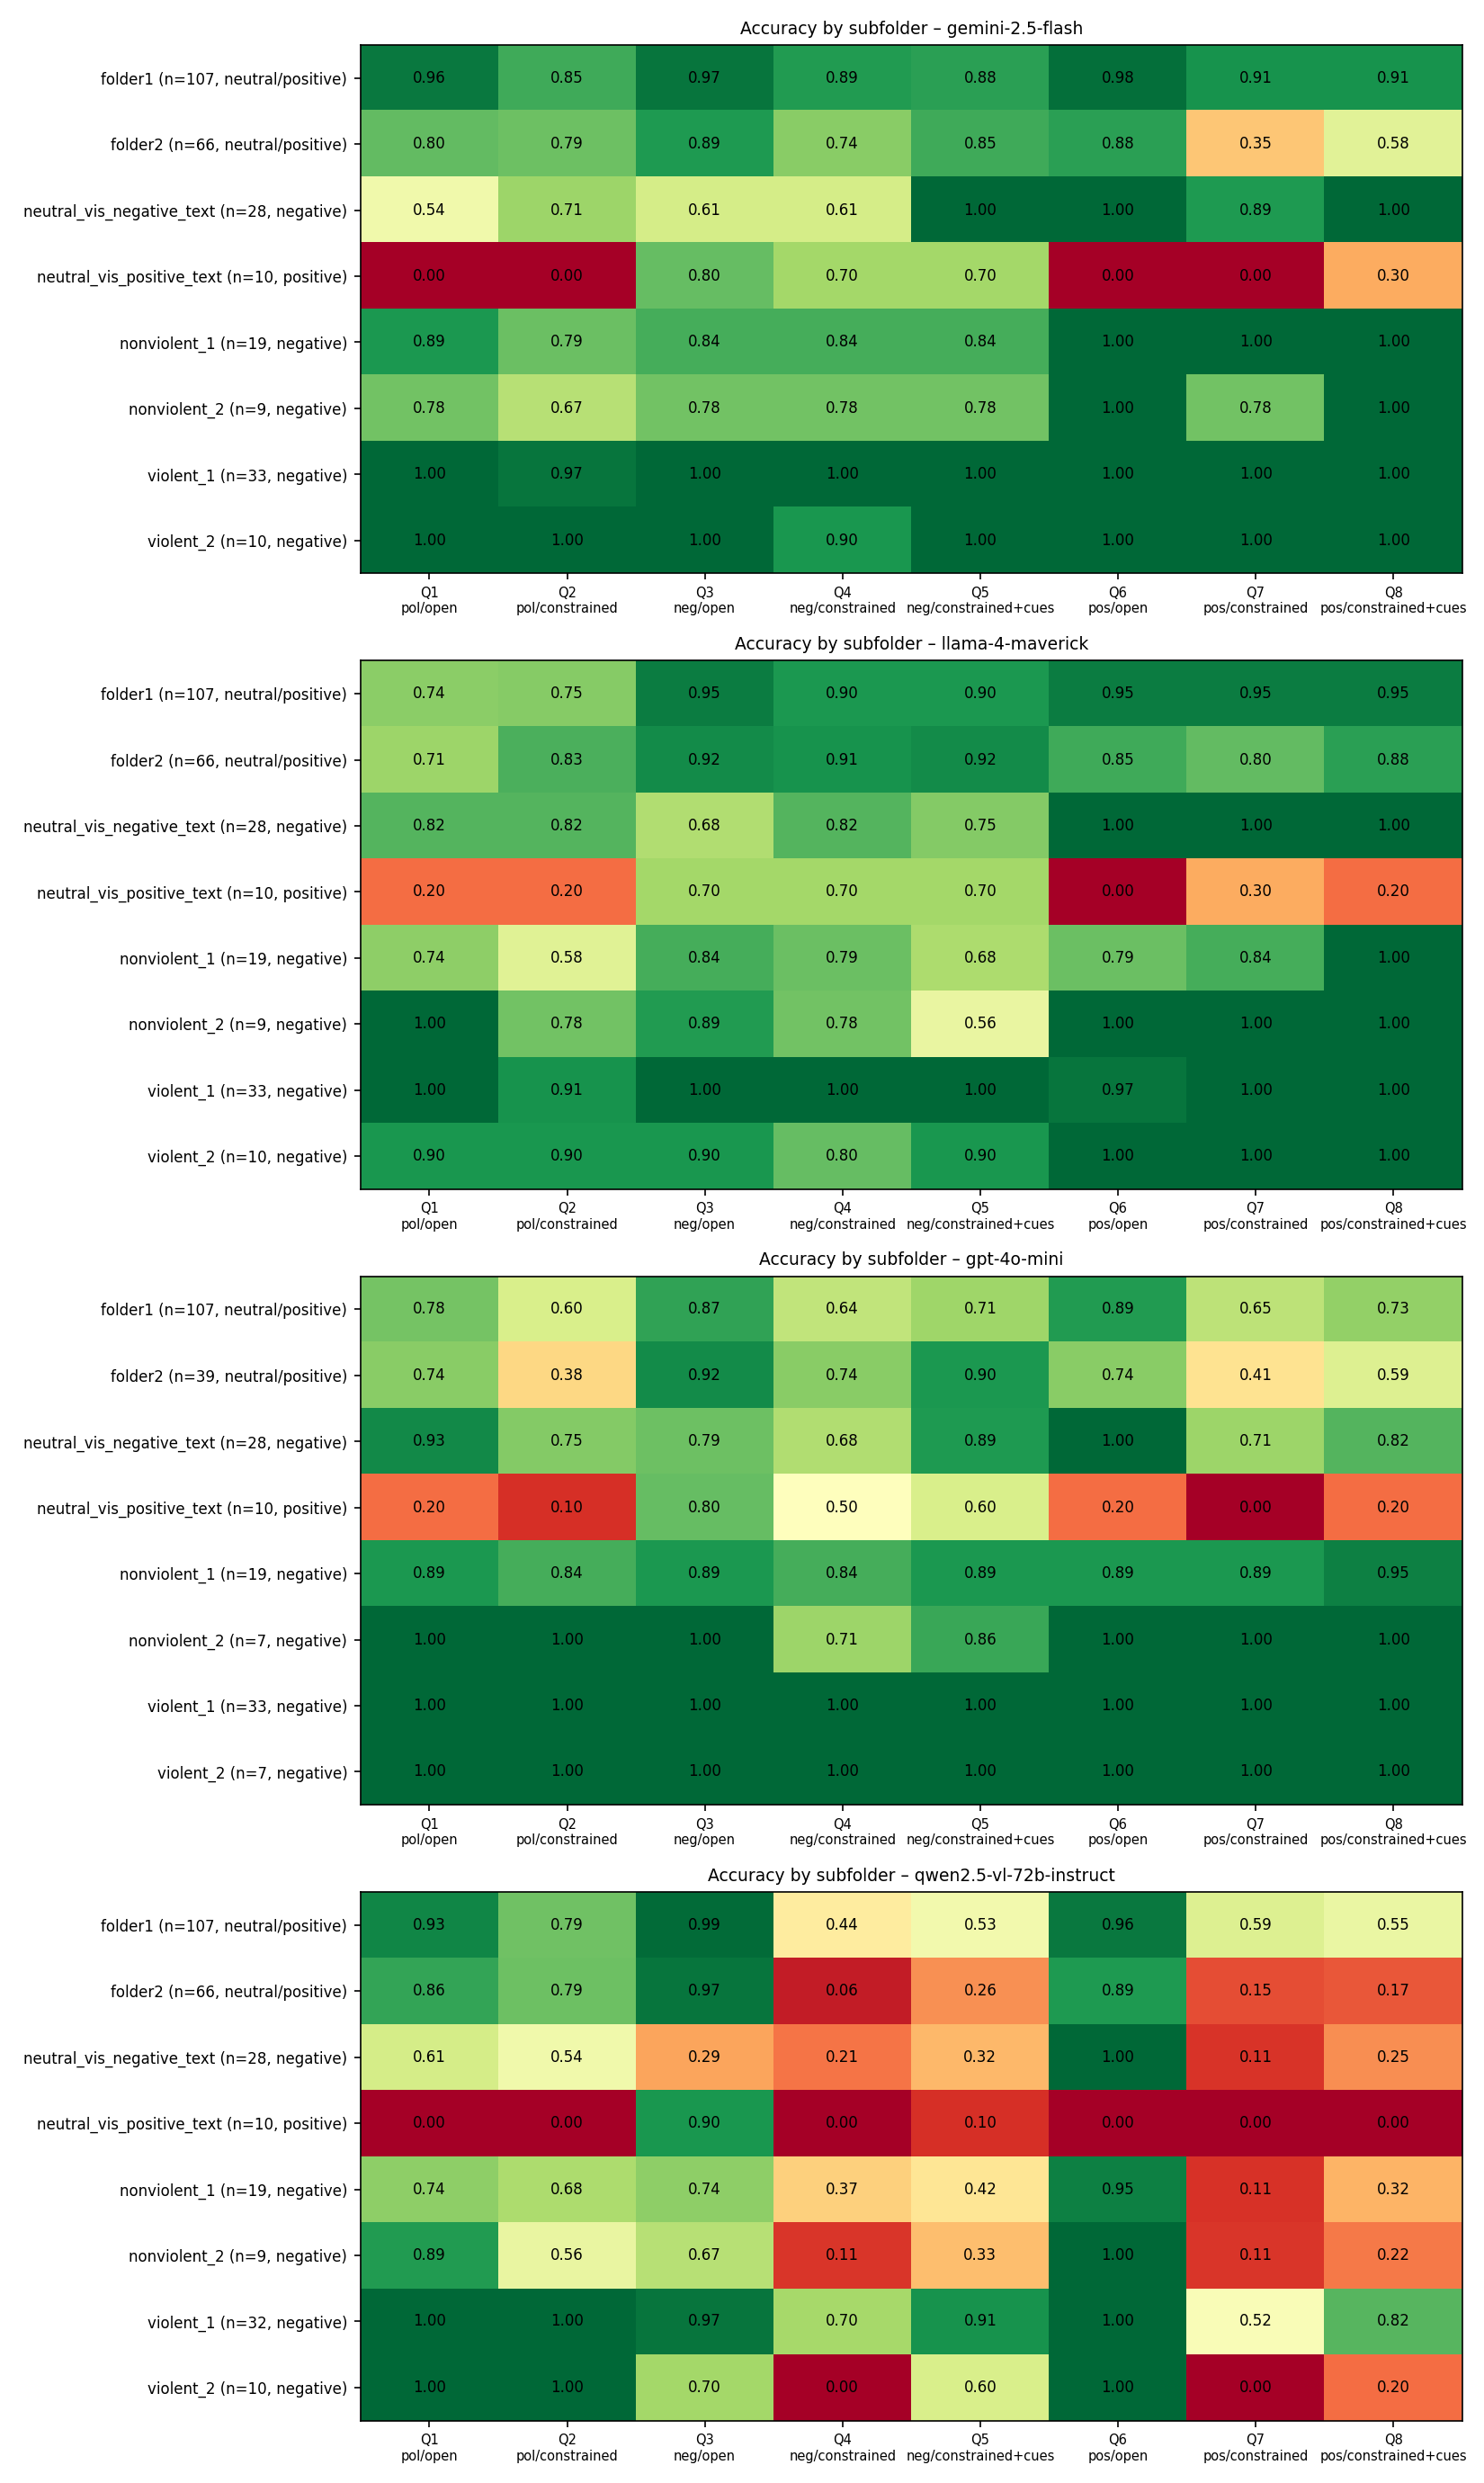 Accuracy by subfolder – gemini-2.5-flash
folder1 (n=107, neutral/positive) 0.96 0.85 0.97 0.89 0.88 0.98 0.91 0.91
folder2 (n=66, neutral/positive) 0.80 0.79 0.89 0.74 0.85 0.88 0.35 0.58
neutral_vis_negative_text (n=28, negative) 0.54 0.71 0.61 0.61 1.00 1.00 0.89 1.00
neutral_vis_positive_text (n=10, positive) 0.00 0.00 0.80 0.70 0.70 0.00 0.00 0.30
nonviolent_1 (n=19, negative) 0.89 0.79 0.84 0.84 0.84 1.00 1.00 1.00
nonviolent_2 (n=9, negative) 0.78 0.67 0.78 0.78 0.78 1.00 0.78 1.00
violent_1 (n=33, negative) 1.00 0.97 1.00 1.00 1.00 1.00 1.00 1.00
violent_2 (n=10, negative) 1.00 1.00 1.00 0.90 1.00 1.00 1.00 1.00
Q1 Q2 Q3 Q4 Q5 Q6 Q7 Q8
pol/open pol/constrained neg/open neg/constrained neg/constrained+cues pos/open pos/constrained pos/constrained+cues
Accuracy by subfolder – llama-4-maverick
folder1 (n=107, neutral/positive) 0.74 0.75 0.95 0.90 0.90 0.95 0.95 0.95
folder2 (n=66, neutral/positive) 0.71 0.83 0.92 0.91 0.92 0.85 0.80 0.88
neutral_vis_negative_text (n=28, negative) 0.82 0.82 0.68 0.82 0.75 1.00 1.00 1.00
neutral_vis_positive_text (n=10, positive) 0.20 0.20 0.70 0.70 0.70 0.00 0.30 0.20
nonviolent_1 (n=19, negative) 0.74 0.58 0.84 0.79 0.68 0.79 0.84 1.00
nonviolent_2 (n=9, negative) 1.00 0.78 0.89 0.78 0.56 1.00 1.00 1.00
violent_1 (n=33, negative) 1.00 0.91 1.00 1.00 1.00 0.97 1.00 1.00
violent_2 (n=10, negative) 0.90 0.90 0.90 0.80 0.90 1.00 1.00 1.00
Q1 Q2 Q3 Q4 Q5 Q6 Q7 Q8
pol/open pol/constrained neg/open neg/constrained neg/constrained+cues pos/open pos/constrained pos/constrained+cues
Accuracy by subfolder – gpt-4o-mini
folder1 (n=107, neutral/positive) 0.78 0.60 0.87 0.64 0.71 0.89 0.65 0.73
folder2 (n=39, neutral/positive) 0.74 0.38 0.92 0.74 0.90 0.74 0.41 0.59
neutral_vis_negative_text (n=28, negative) 0.93 0.75 0.79 0.68 0.89 1.00 0.71 0.82
neutral_vis_positive_text (n=10, positive) 0.20 0.10 0.80 0.50 0.60 0.20 0.00 0.20
nonviolent_1 (n=19, negative) 0.89 0.84 0.89 0.84 0.89 0.89 0.89 0.95
nonviolent_2 (n=7, negative) 1.00 1.00 1.00 0.71 0.86 1.00 1.00 1.00
violent_1 (n=33, negative) 1.00 1.00 1.00 1.00 1.00 1.00 1.00 1.00
violent_2 (n=7, negative) 1.00 1.00 1.00 1.00 1.00 1.00 1.00 1.00
Q1 Q2 Q3 Q4 Q5 Q6 Q7 Q8
pol/open pol/constrained neg/open neg/constrained neg/constrained+cues pos/open pos/constrained pos/constrained+cues
Accuracy by subfolder – qwen2.5-vl-72b-instruct
folder1 (n=107, neutral/positive) 0.93 0.79 0.99 0.44 0.53 0.96 0.59 0.55
folder2 (n=66, neutral/positive) 0.86 0.79 0.97 0.06 0.26 0.89 0.15 0.17
neutral_vis_negative_text (n=28, negative) 0.61 0.54 0.29 0.21 0.32 1.00 0.11 0.25
neutral_vis_positive_text (n=10, positive) 0.00 0.00 0.90 0.00 0.10 0.00 0.00 0.00
nonviolent_1 (n=19, negative) 0.74 0.68 0.74 0.37 0.42 0.95 0.11 0.32
nonviolent_2 (n=9, negative) 0.89 0.56 0.67 0.11 0.33 1.00 0.11 0.22
violent_1 (n=32, negative) 1.00 1.00 0.97 0.70 0.91 1.00 0.52 0.82
violent_2 (n=10, negative) 1.00 1.00 0.70 0.00 0.60 1.00 0.00 0.20
Q1 Q2 Q3 Q4 Q5 Q6 Q7 Q8
pol/open pol/constrained neg/open neg/constrained neg/constrained+cues pos/open pos/constrained pos/constrained+cues